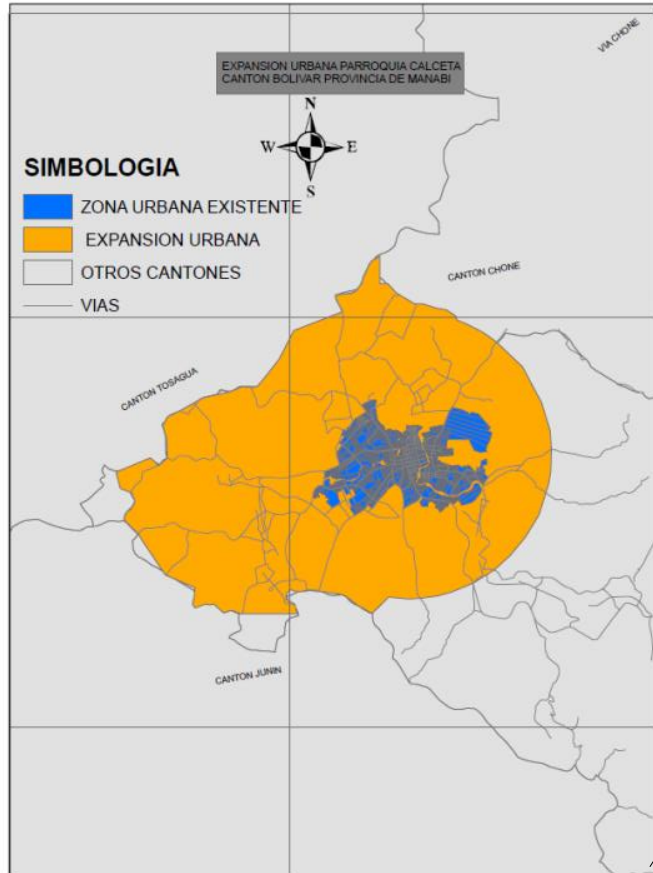 VIA CHONE
EXPANSION URBANA PARROQUIA CALCETA
CANTON BOLIVAR PROVINCIA DE MANABI
N
W E
S
SIMBOLOGIA
ZONA URBANA EXISTENTE
EXPANSION URBANA
OTROS CANTONES
VIAS
CANTON CHONE
CANTON TOSAGUA
CANTON JUNIN